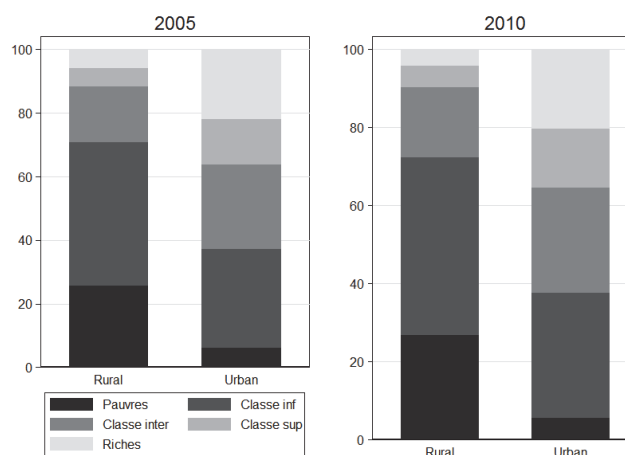 2005
100
80
60
40
20
0
Rural Urban
2010
100
80
60
40
20
0
Rural Urban
Pauvres Classe inf
Classe inter Classe sup
Riches